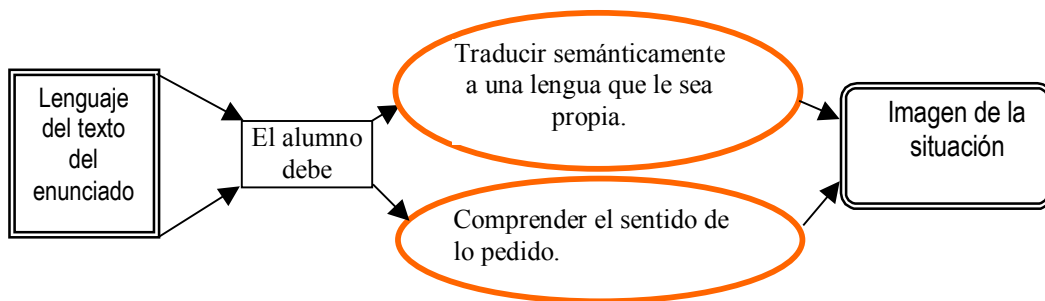 Lenguaje
del texto
del
enunciado
El alumno
debe
Traducir semánticamente
a una lengua que le sea
propia.
Comprender el sentido de
lo pedido.
Imagen de la
situación